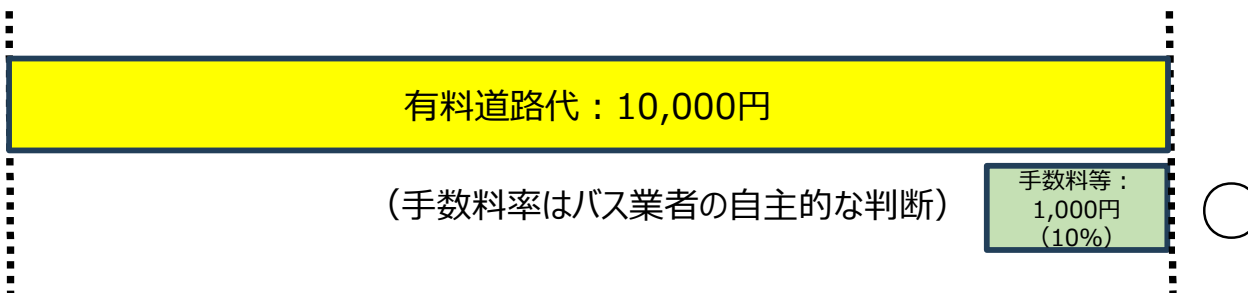 有料道路代：10,000円
（手数料率はバス業者の自主的な判断）
手数料等：
1,000円
（10%）